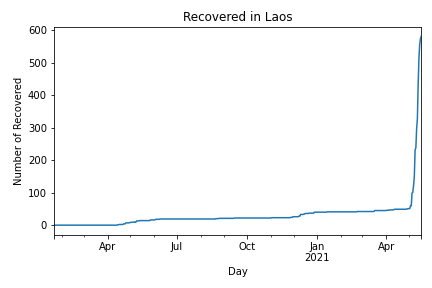 Recovered in Laos
Number of Recovered
600
500
400
300
200
100
0
Apr
Jul
Oct
Jan
2021
Apr
Day